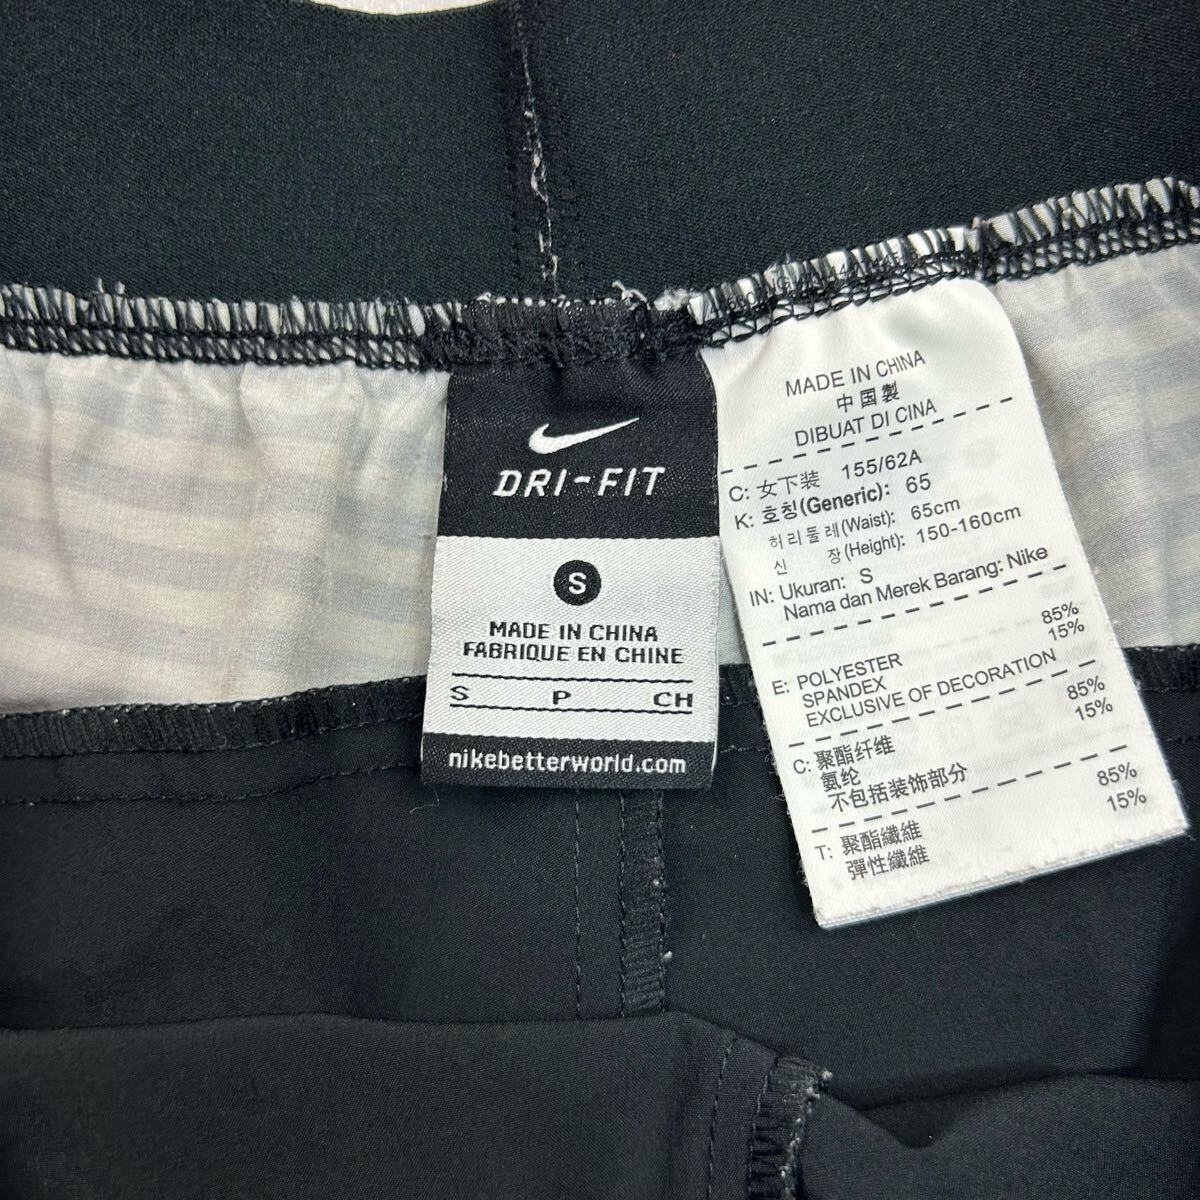 DRI-FIT
S
MADE IN CHINA
FABRIQUE EN CHINE
S P CH
nikebetterworld.com
MADE IN CHINA
中国製
DIBUAT DI CINA
C: 女下装 155/62A
K: 호칭(Generic): 65
허리둘레(Waist): 65cm
신 장(Height): 150-160cm
IN: Ukuran: S
Nama dan Merek Barang: Nike
85%
15%
E: POLYESTER
SPANDEX
EXCLUSIVE OF DECORATION
85%
15%
C: 聚酯纤维
氨纶
不包括装饰部分
85%
15%
T: 聚酯纖維
彈性纖維